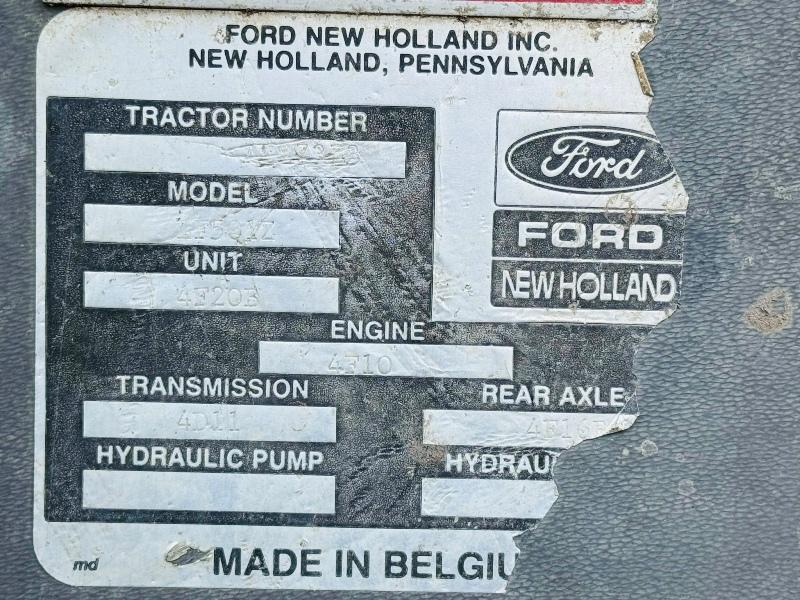 FORD NEW HOLLAND INC.
NEW HOLLAND, PENNSYLVANIA
TRACTOR NUMBER
MODEL
UNIT
4F20B
Ford
FORD
NEW HOLLAND
ENGINE
4F10
TRANSMISSION
4D11
REAR AXLE
HYDRAULIC PUMP
HYDRAU
md
MADE IN BELGIU